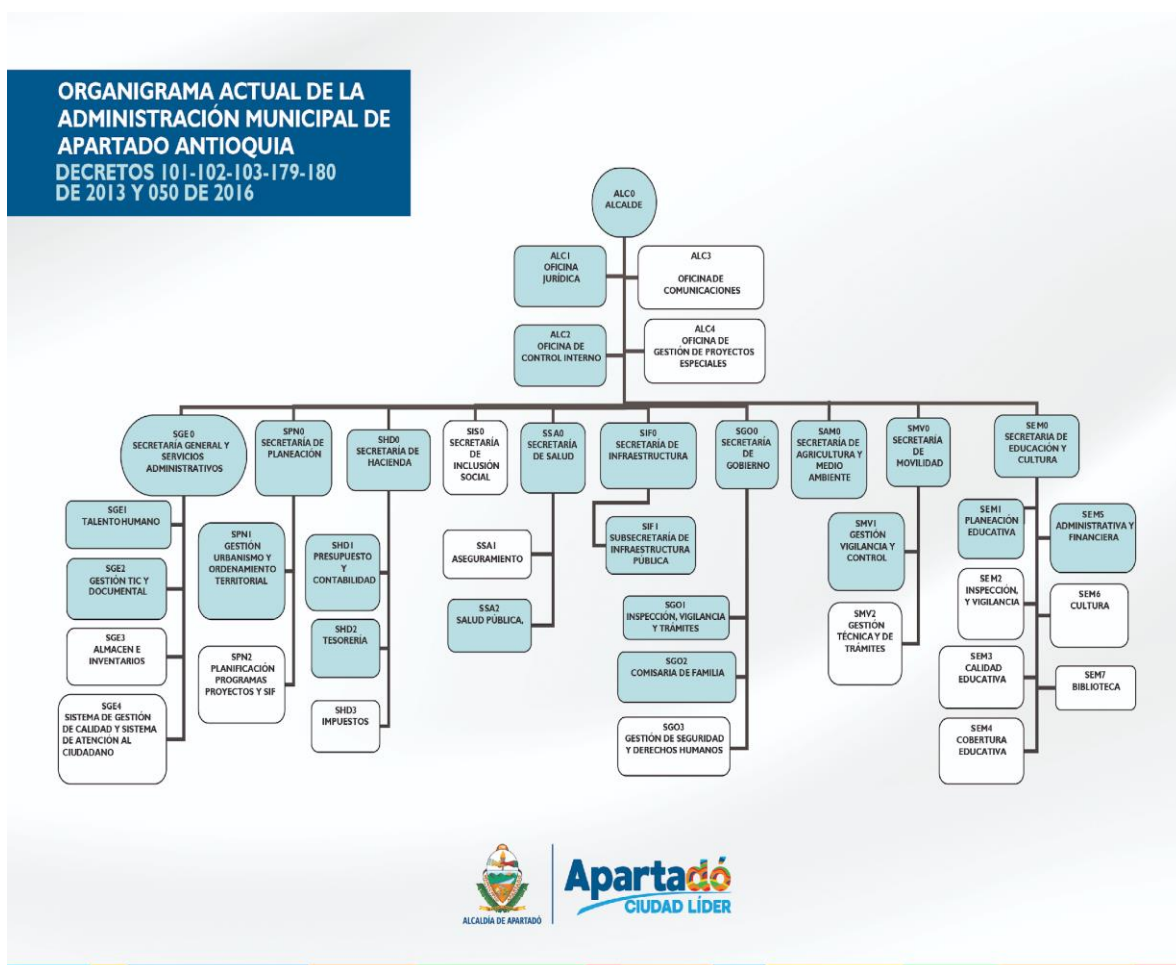 ORGANIGRAMA ACTUAL DE LA
ADMINISTRACIÓN MUNICIPAL DE
APARTADO ANTIOQUIA
DECRETOS 101-102-103-179-180
DE 2013 Y 050 DE 2016
ALC0
ALCALDE
ALC1
OFICINA
JURÍDICA
ALC3
OFICINA DE
COMUNICACIONES
ALC2
OFICINA DE
CONTROL INTERNO
ALC4
OFICINA DE
GESTIÓN DE PROYECTOS
ESPECIALES
SGE0
SECRETARÍA GENERAL Y
SERVICIOS
ADMINISTRATIVOS
SPN0
SECRETARÍA DE
PLANEACIÓN
SHD0
SECRETARÍA DE
HACIENDA
SIS0
SECRETARÍA
DE
INCLUSIÓN
SOCIAL
SSA0
SECRETARÍA
DE SALUD
SIF0
SECRETARÍA DE
INFRAESTRUCTURA
SGO0
SECRETARÍA
DE
GOBIERNO
SAM0
SECRETARÍA DE
AGRICULTURA Y
MEDIO
AMBIENTE
SMV0
SECRETARÍA
DE
MOVILIDAD
SEM0
SECRETARIA DE
EDUCACIÓN Y
CULTURA
SGE1
TALENTO HUMANO
SGE2
GESTIÓN TIC Y
DOCUMENTAL
SGE3
ALMACEN E
INVENTARIOS
SGE4
SISTEMA DE GESTIÓN
DE CALIDAD Y SISTEMA
DE ATENCIÓN AL
CIUDADANO
SPN1
GESTIÓN
URBANISMO Y
ORDENAMIENTO
TERRITORIAL
SPN2
PLANIFICACIÓN
PROGRAMAS
PROYECTOS Y SIF
SHD1
PRESUPUESTO
Y
CONTABILIDAD
SHD2
TESORERÍA
SHD3
IMPUESTOS
SSA1
ASEGURAMIENTO
SSA2
SALUD PÚBLICA,
SIF1
SUBSECRETARÍA DE
INFRAESTRUCTURA
PÚBLICA
SGO1
INSPECCIÓN, VIGILANCIA
Y TRÁMITES
SGO2
COMISARIA DE FAMILIA
SGO3
GESTIÓN DE SEGURIDAD
Y DERECHOS HUMANOS
SMV1
GESTIÓN
VIGILANCIA Y
CONTROL
SMV2
GESTIÓN
TÉCNICA Y DE
TRÁMITES
SEM1
PLANEACIÓN
EDUCATIVA
SEM2
INSPECCIÓN,
Y VIGILANCIA
SEM3
CALIDAD
EDUCATIVA
SEM4
COBERTURA
EDUCATIVA
SEM5
ADMINISTRATIVA Y
FINANCIERA
SEM6
CULTURA
SEM7
BIBLIOTECA
ALCALDÍA DE APARTADÓ
Apartadó
CIUDAD LÍDER